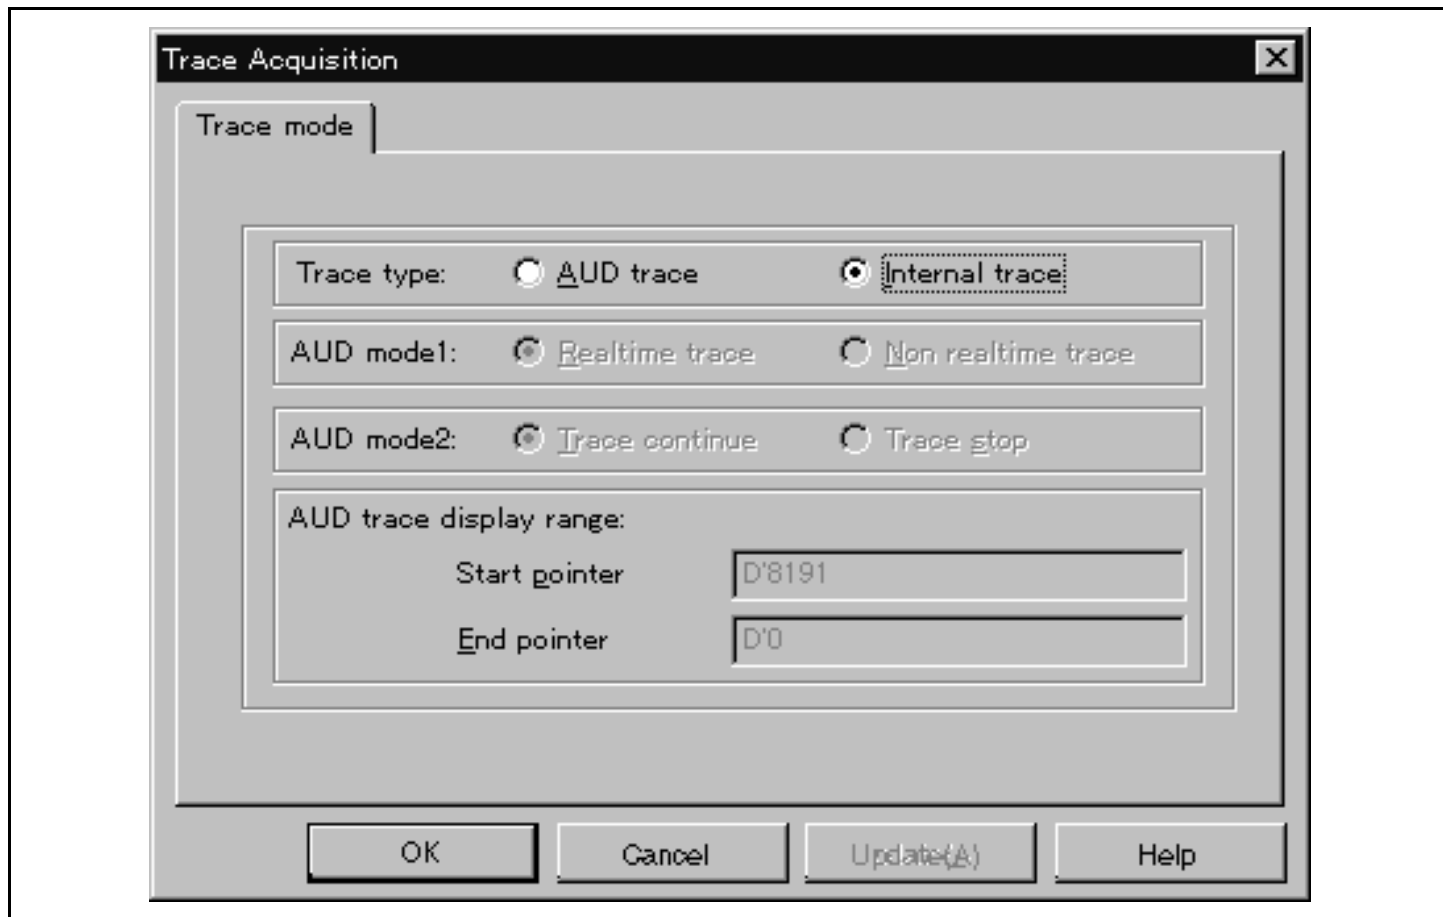 Trace Acquisition
Trace mode
Trace type: AUD trace Internal trace
AUD mode1: Realtime trace Non realtime trace
AUD mode2: Trace continue Trace stop
AUD trace display range:
Start pointer D'8191
End pointer D'0
OK Cancel Update(A) Help